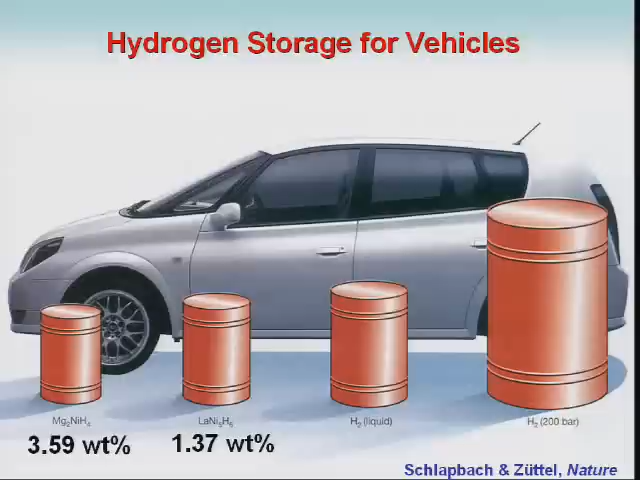 Hydrogen Storage for Vehicles
Mg₂NiH₄
LaNi₅H₆
H₂ (liquid)
H₂ (200 bar)
3.59 wt%
1.37 wt%
Schlapbach & Züttel, Nature